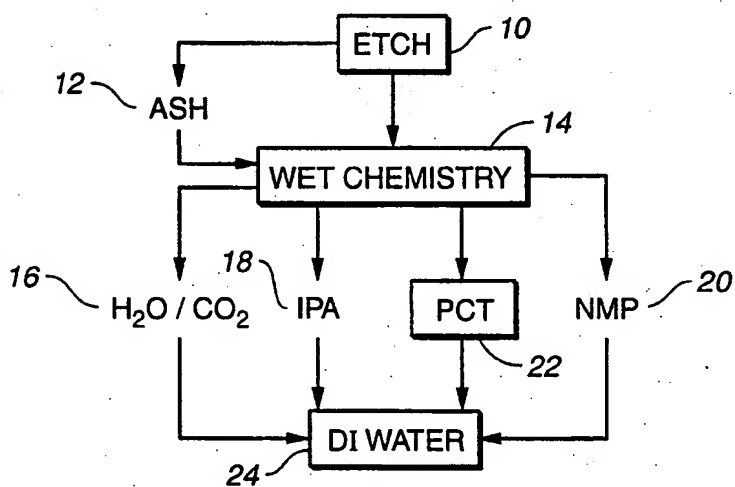 ETCH
10
12
ASH
14
WET CHEMISTRY
16
H₂O / CO₂
18
IPA
PCT
22
NMP
20
DI WATER
24